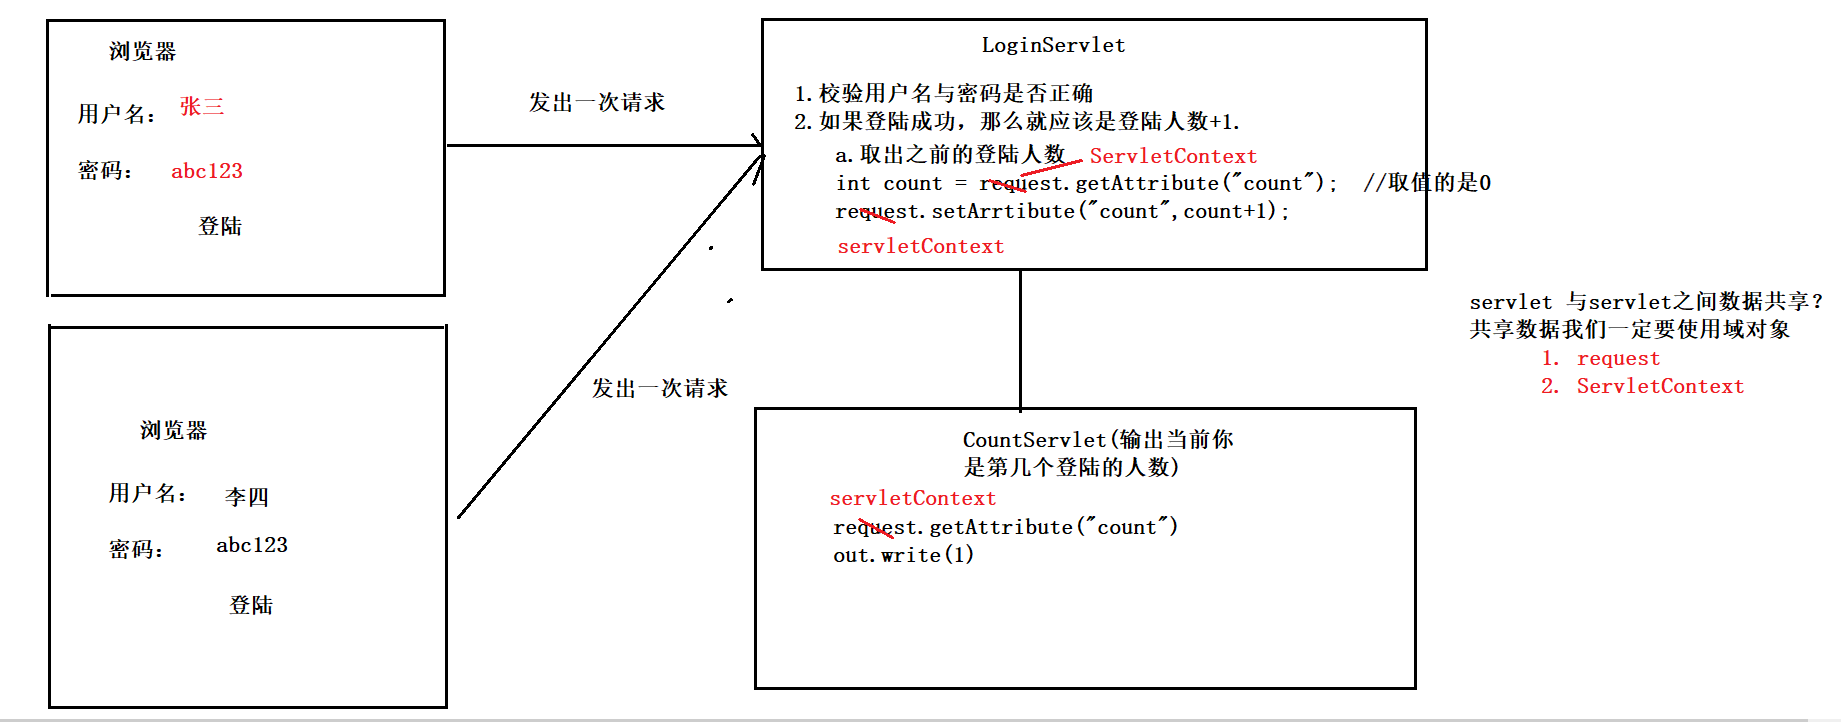 浏览器
用户名： 张三
密码： abc123
登陆
发出一次请求
LoginServlet
1.校验用户名与密码是否正确
2.如果登陆成功，那么就应该是登陆人数+1.
a.取出之前的登陆人数 ServletContext
int count = request.getAttribute("count"); //取值的是0
request.setArrtibute("count",count+1);
servletContext
servlet 与servlet之间数据共享？
共享数据我们一定要使用域对象
1. request
2. ServletContext
发出一次请求
浏览器
用户名： 李四
密码： abc123
登陆
CountServlet(输出当前你
是第几个登陆的人数)
servletContext
request.getAttribute("count")
out.write(1)